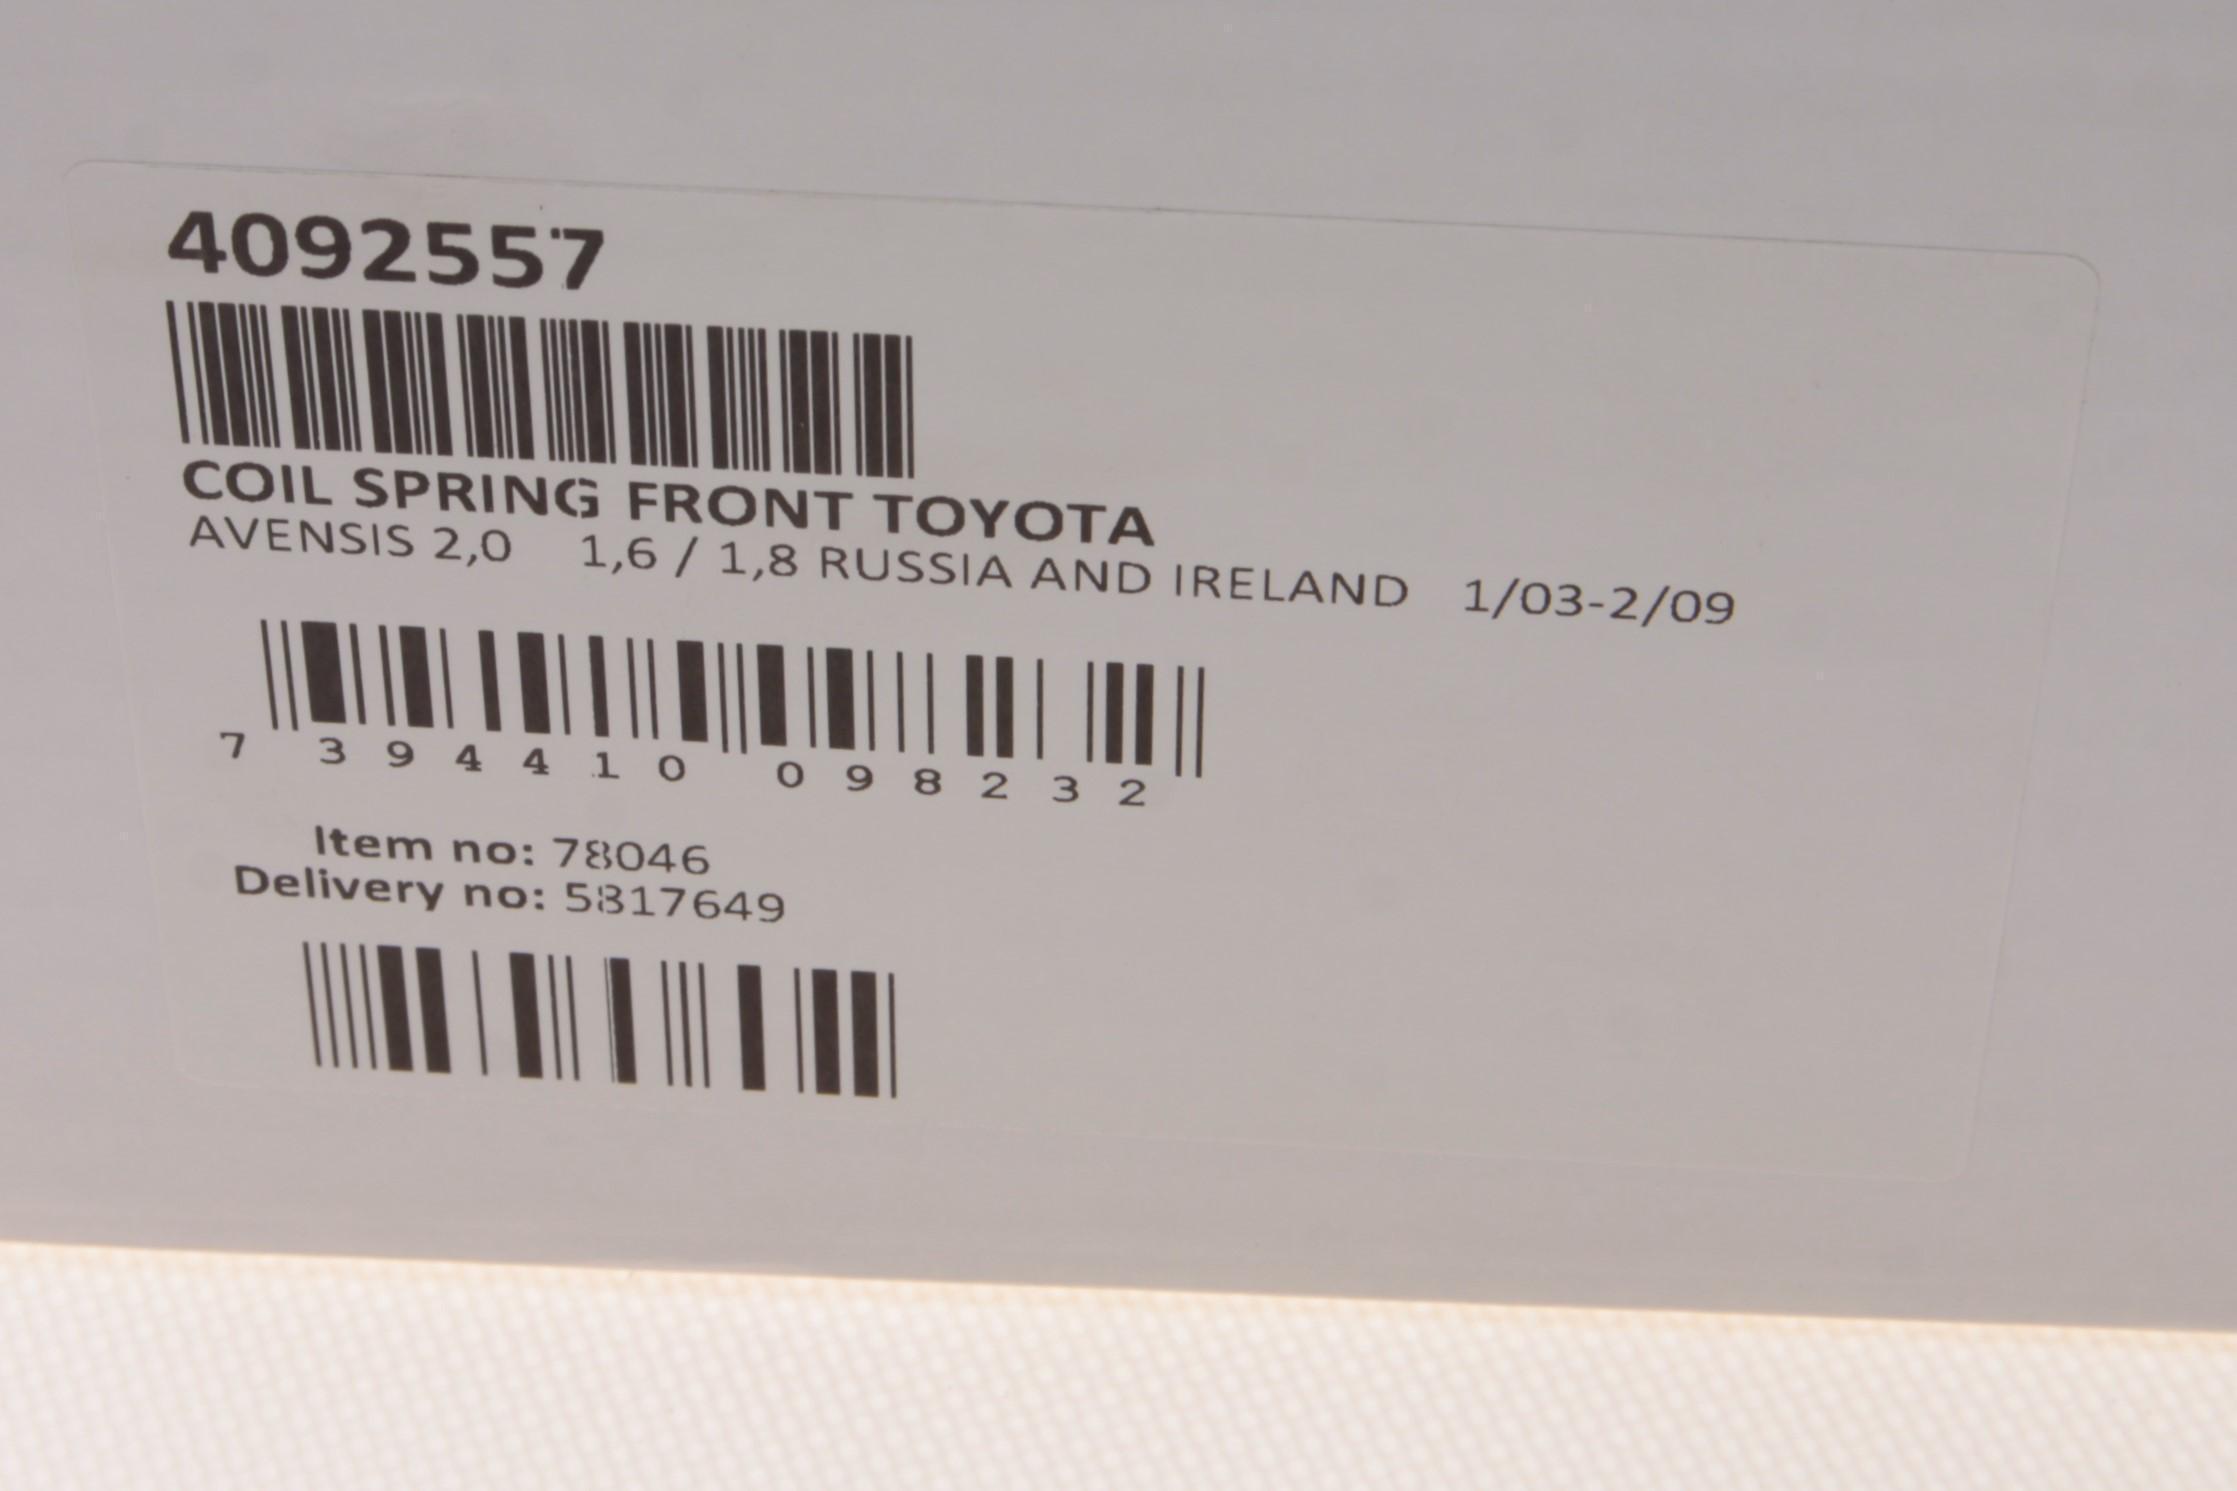 4092557
COIL SPRING FRONT TOYOTA
AVENSIS 2,0 1,6 / 1,8 RUSSIA AND IRELAND 1/03-2/09
7 394410 098232
Item no: 78046
Delivery no: 5817649